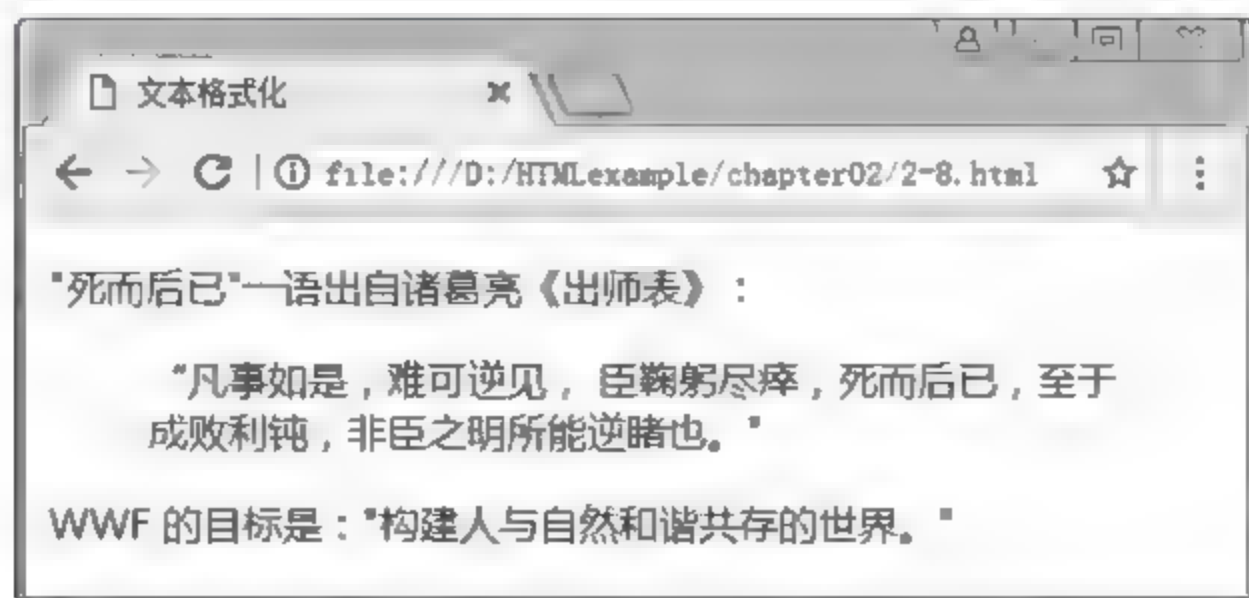 文本格式化
file:///D:/HTMLexample/chapter02/2-8.html
"死而后已"一语出自诸葛亮《出师表》：
“凡事如是，难可逆见， 臣鞠躬尽瘁，死而后已，至于
成败利钝，非臣之明所能逆睹也。"
WWF 的目标是："构建人与自然和谐共存的世界。"